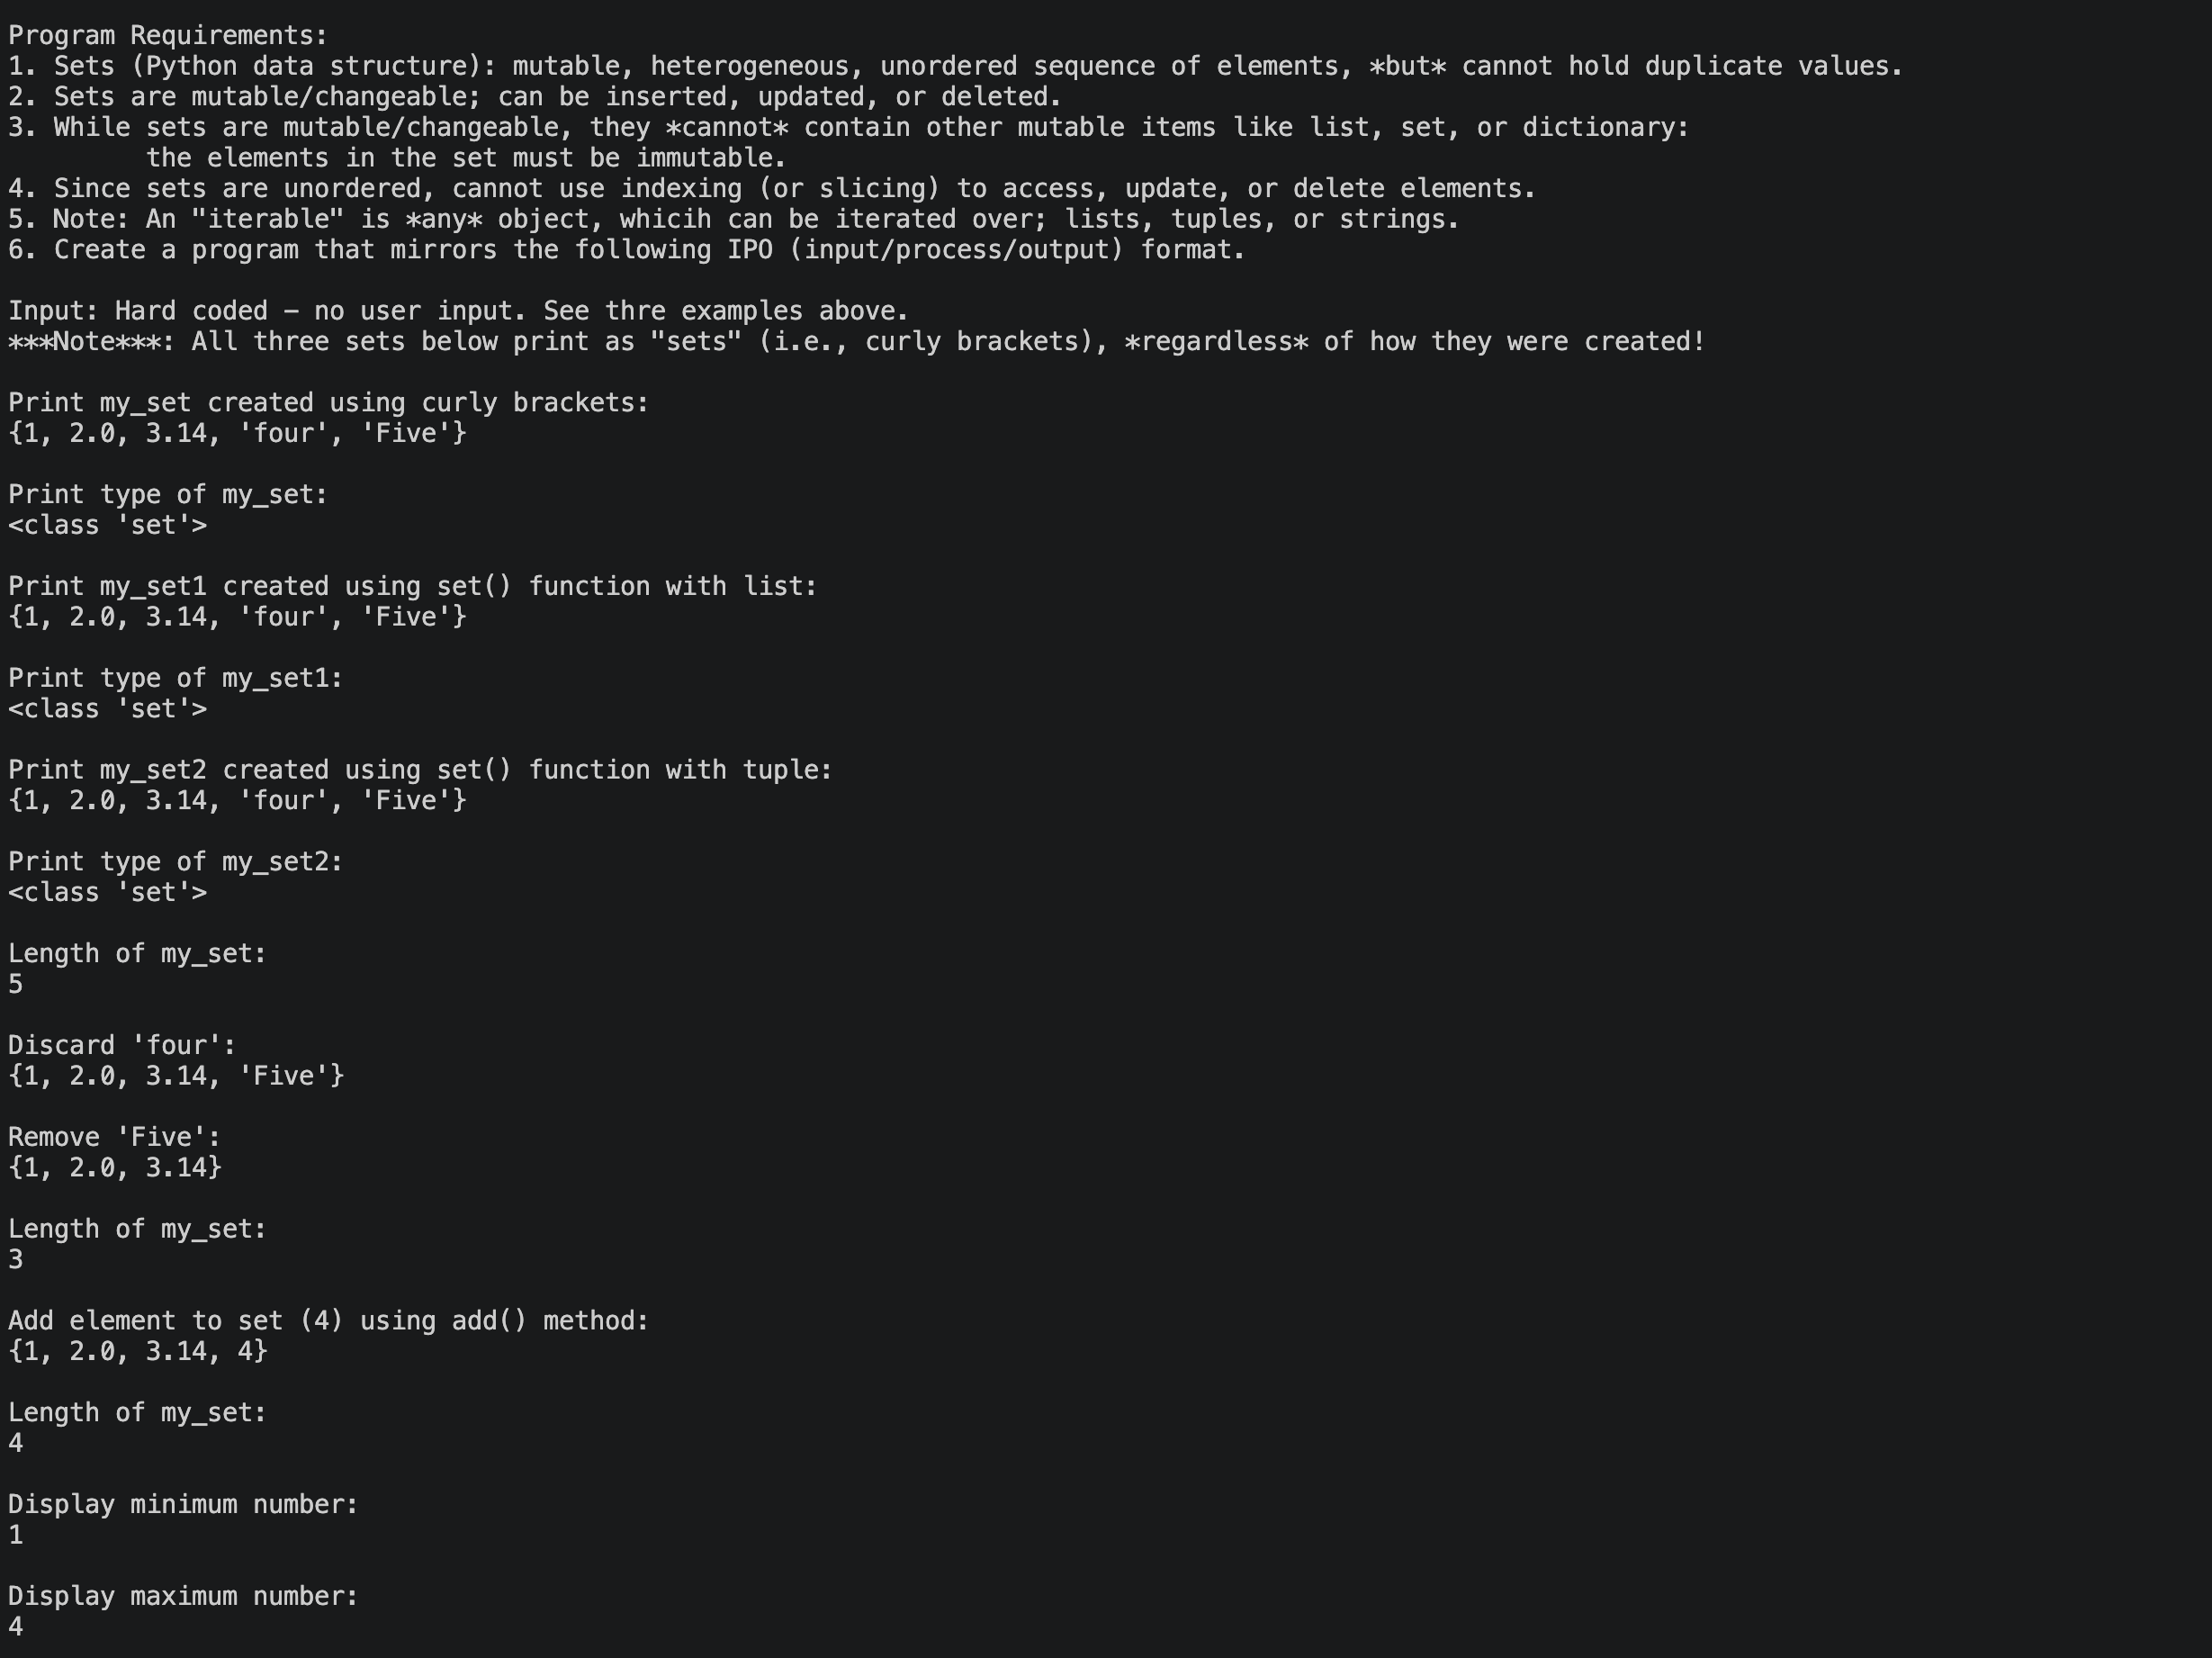 Program Requirements:
1. Sets (Python data structure): mutable, heterogeneous, unordered sequence of elements, *but* cannot hold duplicate values.
2. Sets are mutable/changeable; can be inserted, updated, or deleted.
3. While sets are mutable/changeable, they *cannot* contain other mutable items like list, set, or dictionary:
         the elements in the set must be immutable.
4. Since sets are unordered, cannot use indexing (or slicing) to access, update, or delete elements.
5. Note: An "iterable" is *any* object, whicih can be iterated over; lists, tuples, or strings.
6. Create a program that mirrors the following IPO (input/process/output) format.

Input: Hard coded – no user input. See thre examples above.
***Note***: All three sets below print as "sets" (i.e., curly brackets), *regardless* of how they were created!

Print my_set created using curly brackets:
{1, 2.0, 3.14, 'four', 'Five'}

Print type of my_set:
<class 'set'>

Print my_set1 created using set() function with list:
{1, 2.0, 3.14, 'four', 'Five'}

Print type of my_set1:
<class 'set'>

Print my_set2 created using set() function with tuple:
{1, 2.0, 3.14, 'four', 'Five'}

Print type of my_set2:
<class 'set'>

Length of my_set:
5

Discard 'four':
{1, 2.0, 3.14, 'Five'}

Remove 'Five':
{1, 2.0, 3.14}

Length of my_set:
3

Add element to set (4) using add() method:
{1, 2.0, 3.14, 4}

Length of my_set:
4

Display minimum number:
1

Display maximum number:
4